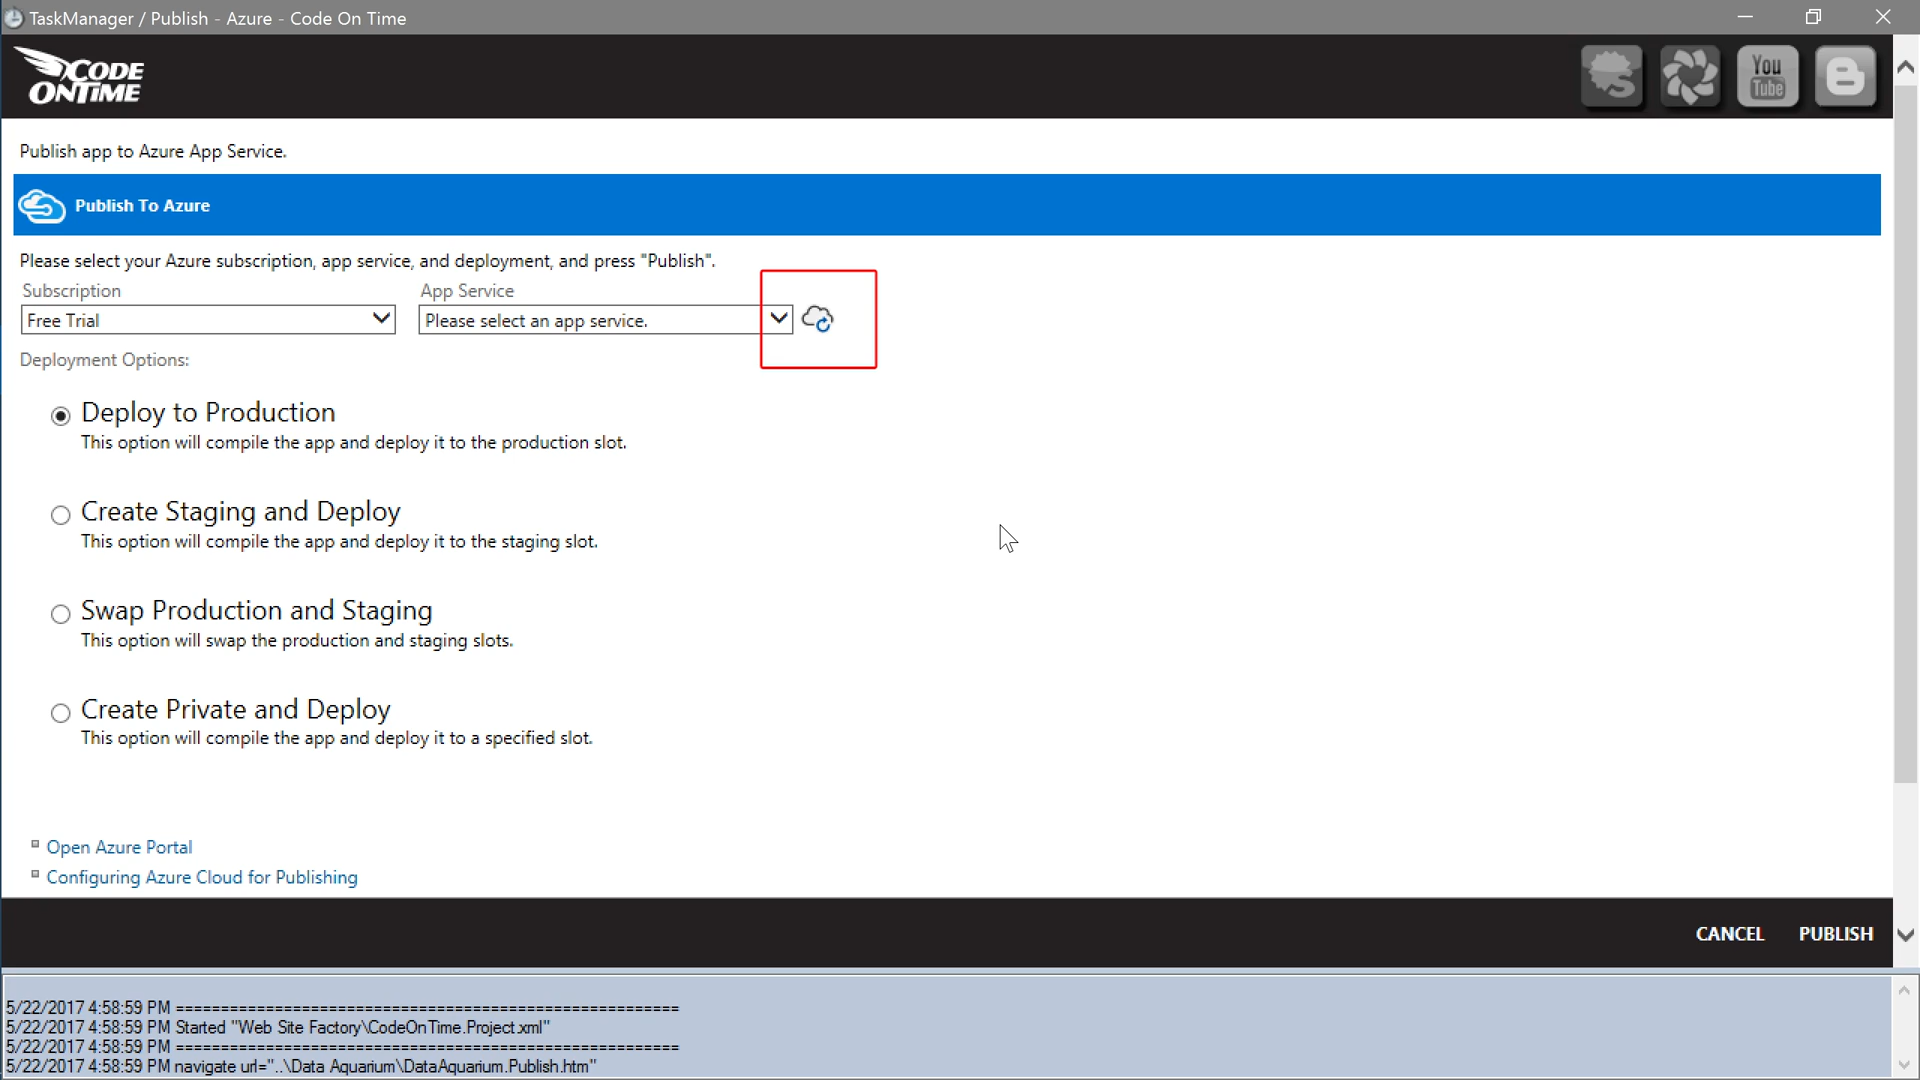 TaskManager / Publish - Azure - Code On Time
CODE
ONTIME
S
You
Tube
B
Publish app to Azure App Service.
Publish To Azure
Please select your Azure subscription, app service, and deployment, and press "Publish".
Subscription App Service
Free Trial Please select an app service.
Deployment Options:
Deploy to Production
This option will compile the app and deploy it to the production slot.
Create Staging and Deploy
This option will compile the app and deploy it to the staging slot.
Swap Production and Staging
This option will swap the production and staging slots.
Create Private and Deploy
This option will compile the app and deploy it to a specified slot.
Open Azure Portal
Configuring Azure Cloud for Publishing
CANCEL PUBLISH
5/22/2017 4:58:59 PM ========================================================
5/22/2017 4:58:59 PM Started "Web Site Factory\CodeOnTime.Project.xml"
5/22/2017 4:58:59 PM ========================================================
5/22/2017 4:58:59 PM navigate url="..\Data Aquarium\DataAquarium.Publish.htm"